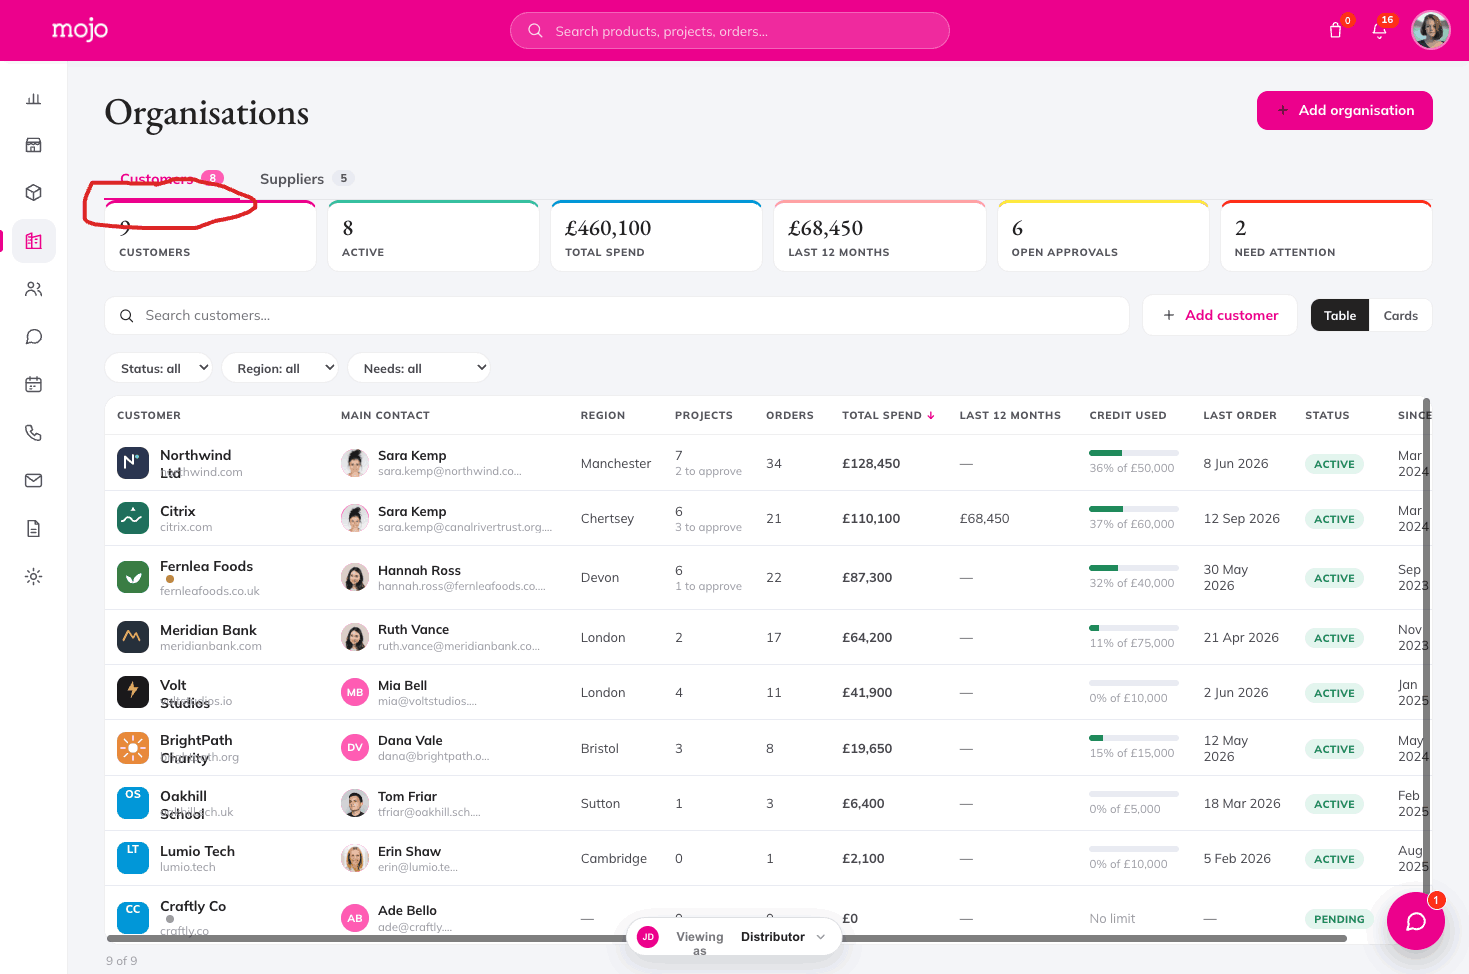 mojo
Search products, projects, orders...
0
16
Organisations
+ Add organisation
Customers 8
Suppliers 5
9
CUSTOMERS
8
ACTIVE
£460,100
TOTAL SPEND
£68,450
LAST 12 MONTHS
6
OPEN APPROVALS
2
NEED ATTENTION
Search customers...
+ Add customer
Table
Cards
Status: all
Region: all
Needs: all
CUSTOMER MAIN CONTACT REGION PROJECTS ORDERS TOTAL SPEND ↓ LAST 12 MONTHS CREDIT USED LAST ORDER STATUS SINCE
N
Northwind
Ltd
northwind.com
Sara Kemp
sara.kemp@northwind.co...
Manchester
7
2 to approve
34
£128,450
—
36% of £50,000
8 Jun 2026
ACTIVE
Mar
2024
Citrix
citrix.com
Sara Kemp
sara.kemp@canalrivertrust.org....
Chertsey
6
3 to approve
21
£110,100
£68,450
37% of £60,000
12 Sep 2026
ACTIVE
Mar
2024
Fernlea Foods
fernleafoods.co.uk
Hannah Ross
hannah.ross@fernleafoods.co....
Devon
6
1 to approve
22
£87,300
—
32% of £40,000
30 May
2026
ACTIVE
Sep
2023
Meridian Bank
meridianbank.com
Ruth Vance
ruth.vance@meridianbank.co...
London
2
17
£64,200
—
11% of £75,000
21 Apr 2026
ACTIVE
Nov
2023
Volt
Studios
voltstudios.io
MB
Mia Bell
mia@voltstudios....
London
4
11
£41,900
—
0% of £10,000
2 Jun 2026
ACTIVE
Jan
2025
BrightPath
Charity
brightpath.org
DV
Dana Vale
dana@brightpath.o...
Bristol
3
8
£19,650
—
15% of £15,000
12 May
2026
ACTIVE
May
2024
OS
Oakhill
School
oakhill.sch.uk
Tom Friar
tfriar@oakhill.sch....
Sutton
1
3
£6,400
—
0% of £5,000
18 Mar 2026
ACTIVE
Feb
2025
LT
Lumio Tech
lumio.tech
Erin Shaw
erin@lumio.te...
Cambridge
0
1
£2,100
—
0% of £10,000
5 Feb 2026
ACTIVE
Aug
2025
CC
Craftly Co
craftly.co
AB
Ade Bello
ade@craftly....
—
£0
—
No limit
—
PENDING
JD
Viewing
as
Distributor
1
9 of 9